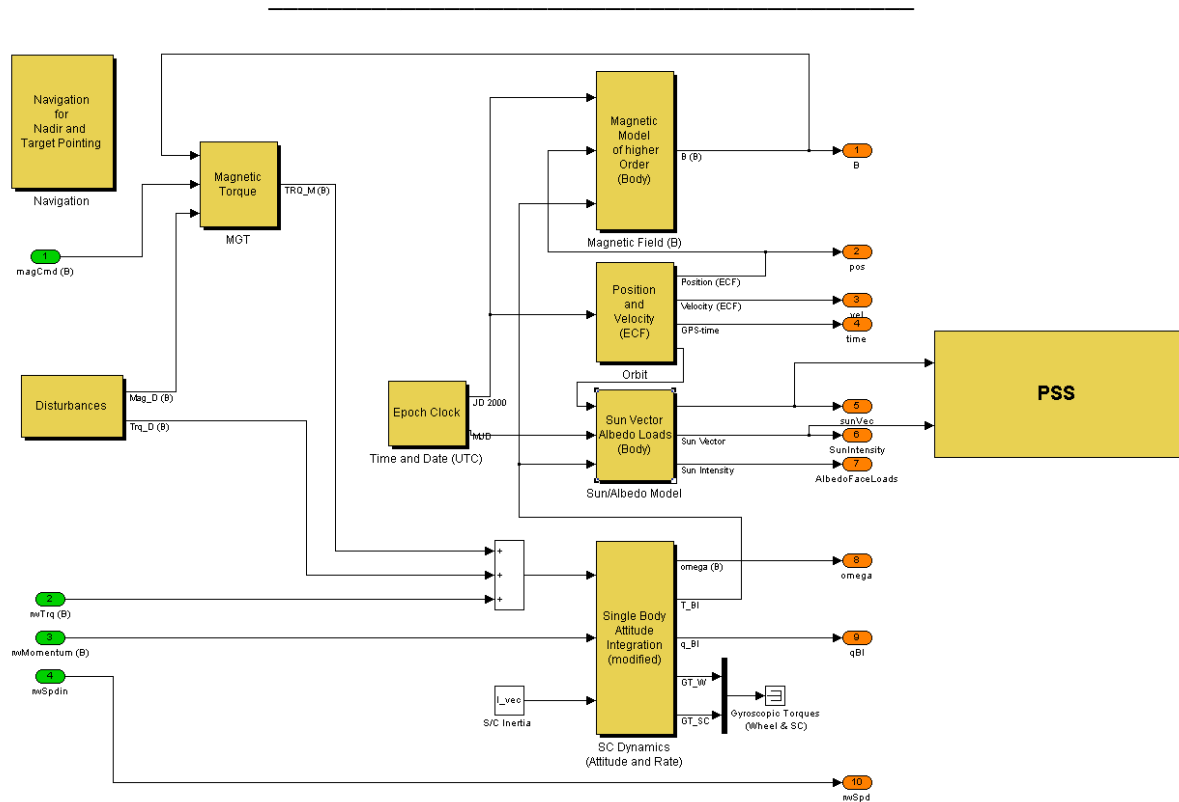 Navigation
for
Nadir and
Target Pointing
Navigation
Magnetic
Torque
TRQ_M (B)
MGT
1
magCmd (B)
Magnetic
Model
of higher
Order
(Body)
B (B)
Magnetic Field (B)
1
B
2
pos
Position
and
Velocity
(ECF)
Position (ECF)
Velocity (ECF)
GPS-time
Orbit
3
vel
4
time
PSS
Disturbances
Mag_D (B)
Trq_D (B)
Epoch Clock
JD 2000
MJD
Time and Date (UTC)
Sun Vector
Albedo Loads
(Body)
Sun Vector
Sun Intensity
Sun/Albedo Model
5
sunVec
6
SunIntensity
7
AlbedoFaceLoads
+
+
+
2
rwTrq (B)
3
rwMomentum (B)
4
rwSpdin
I_vec
S/C Inertia
Single Body
Attitude
Integration
(modified)
omega (B)
T_BI
q_BI
GT_W
GT_SC
SC Dynamics
(Attitude and Rate)
Gyroscopic Torques
(Wheel & SC)
8
omega
9
qBI
10
rwSpd